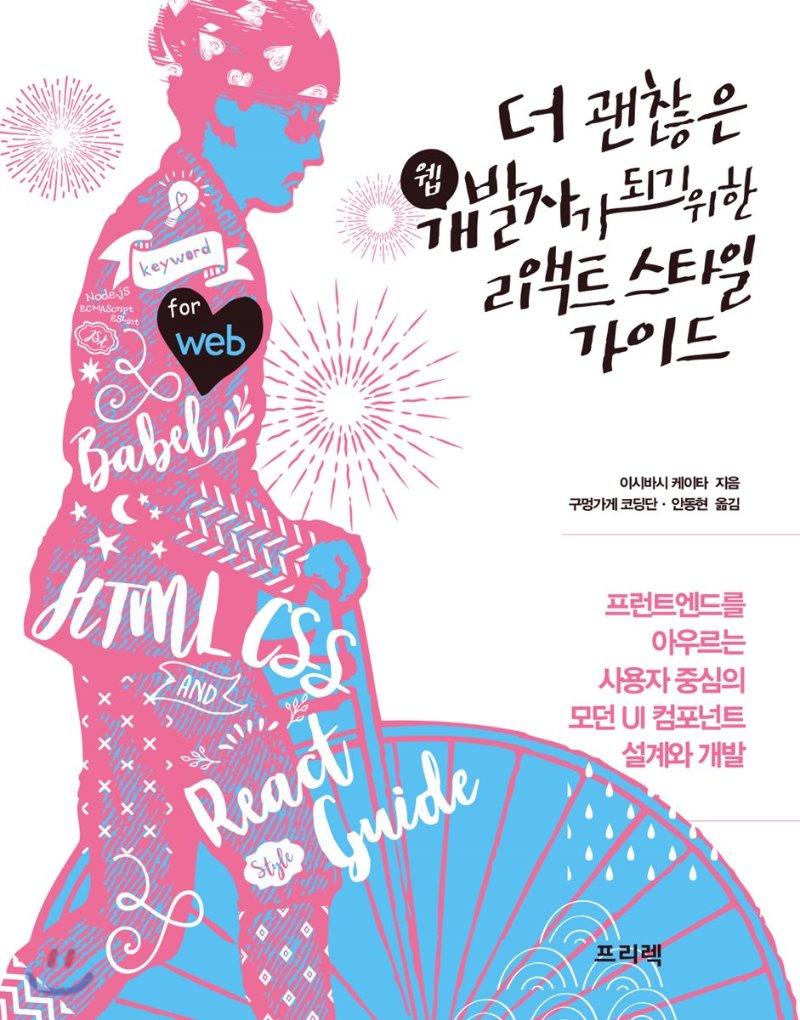 더 괜찮은
웹
개발자가 되기 위한
리액트 스타일
가이드
keyword
Node.js
ECMAScript
ESLint
JSt
for
web
Babel
이시바시 케이타 지음
구멍가게 코딩단 · 안동현 옮김
HTML CSS
AND
React
Guide
Style
프런트엔드를
아우르는
사용자 중심의
모던 UI 컴포넌트
설계와 개발
프리렉